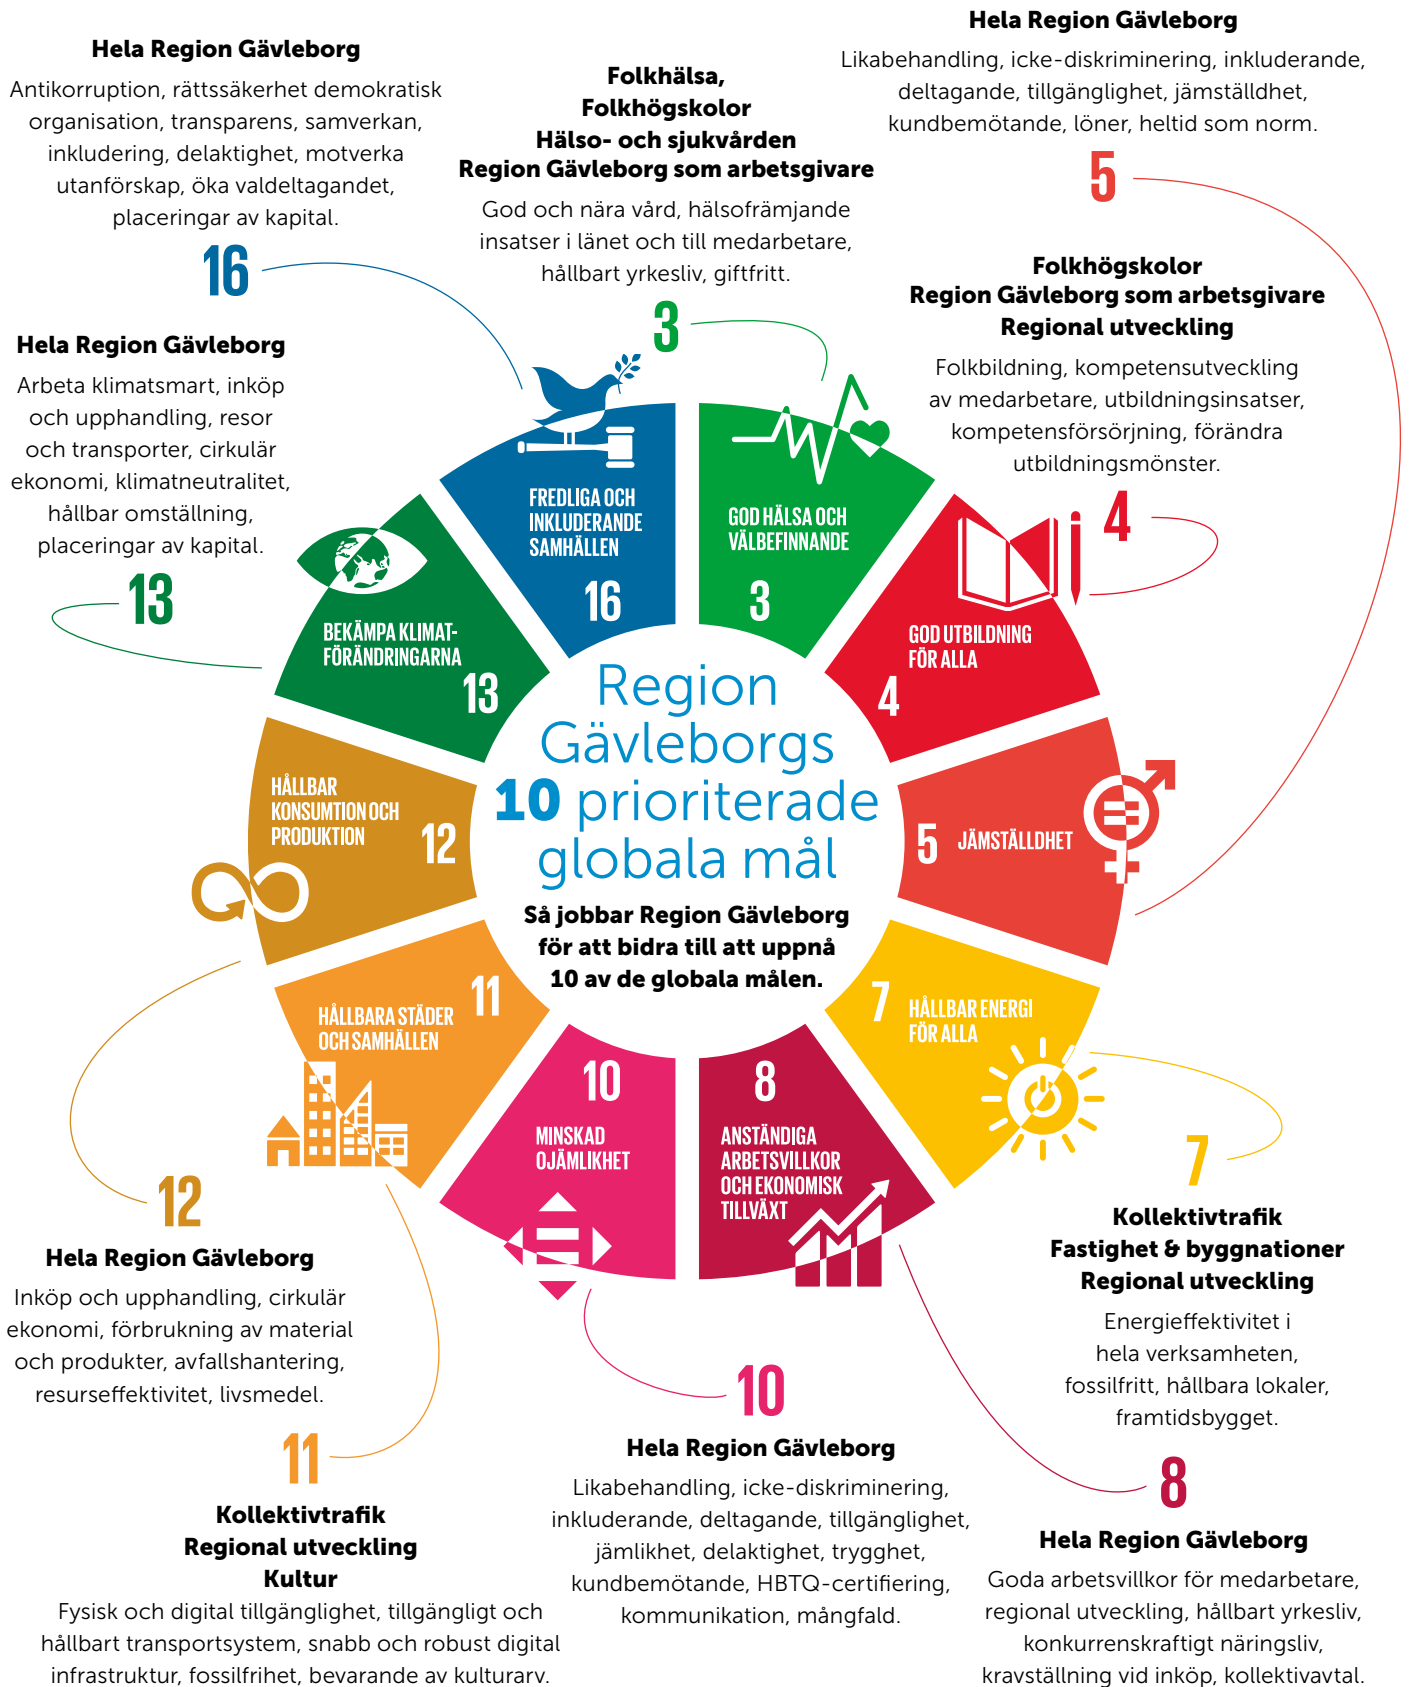 Hela Region Gävleborg
Antikorruption, rättssäkerhet demokratisk
organisation, transparens, samverkan,
inkludering, delaktighet, motverka
utanförskap, öka valdeltagandet,
placeringar av kapital.
16
Folkhälsa,
Folkhögskolor
Hälso- och sjukvården
Region Gävleborg som arbetsgivare
God och nära vård, hälsofrämjande
insatser i länet och till medarbetare,
hållbart yrkesliv, giftfritt.
3
Hela Region Gävleborg
Likabehandling, icke-diskriminering, inkluderande,
deltagande, tillgänglighet, jämställdhet,
kundbemötande, löner, heltid som norm.
5
Folkhögskolor
Region Gävleborg som arbetsgivare
Regional utveckling
Folkbildning, kompetensutveckling
av medarbetare, utbildningsinsatser,
kompetensförsörjning, förändra
utbildningsmönster.
4
Hela Region Gävleborg
Arbeta klimatsmart, inköp
och upphandling, resor
och transporter, cirkulär
ekonomi, klimatneutralitet,
hållbar omställning,
placeringar av kapital.
13
FREDLIGA OCH
INKLUDERANDE
SAMHÄLLEN
16
GOD HÄLSA OCH
VÄLBEFINNANDE
3
GOD UTBILDNING
FÖR ALLA
4
5
JÄMSTÄLLDHET
7
HÅLLBAR ENERGI
FÖR ALLA
8
ANSTÄNDIGA
ARBETSVILLKOR
OCH EKONOMISK
TILLVÄXT
10
MINSKAD
OJÄMLIKHET
11
HÅLLBARA STÄDER
OCH SAMHÄLLEN
HÅLLBAR
KONSUMTION OCH
PRODUKTION
12
BEKÄMPA KLIMAT-
FÖRÄNDRINGARNA
13
Region
Gävleborgs
10 prioriterade
globala mål
Så jobbar Region Gävleborg
för att bidra till att uppnå
10 av de globala målen.
7
Kollektivtrafik
Fastighet & byggnationer
Regional utveckling
Energieffektivitet i
hela verksamheten,
fossilfritt, hållbara lokaler,
framtidsbygget.
12
Hela Region Gävleborg
Inköp och upphandling, cirkulär
ekonomi, förbrukning av material
och produkter, avfallshantering,
resurseffektivitet, livsmedel.
11
Kollektivtrafik
Regional utveckling
Kultur
Fysisk och digital tillgänglighet, tillgängligt och
hållbart transportsystem, snabb och robust digital
infrastruktur, fossilfrihet, bevarande av kulturarv.
10
Hela Region Gävleborg
Likabehandling, icke-diskriminering,
inkluderande, deltagande, tillgänglighet,
jämlikhet, delaktighet, trygghet,
kundbemötande, HBTQ-certifiering,
kommunikation, mångfald.
8
Hela Region Gävleborg
Goda arbetsvillkor för medarbetare,
regional utveckling, hållbart yrkesliv,
konkurrenskraftigt näringsliv,
kravställning vid inköp, kollektivavtal.